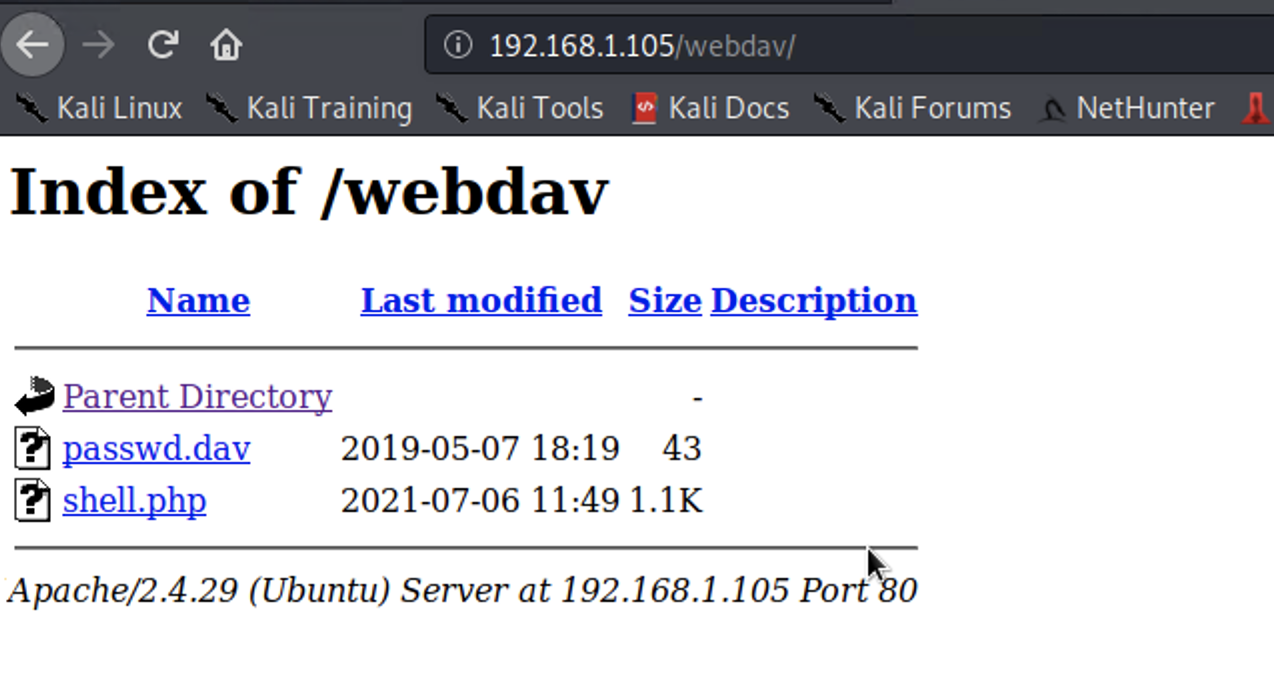 192.168.1.105/webdav/
Kali Linux Kali Training Kali Tools Kali Docs Kali Forums NetHunter
Index of /webdav
Name Last modified Size Description
Parent Directory -
passwd.dav 2019-05-07 18:19 43
shell.php 2021-07-06 11:49 1.1K
Apache/2.4.29 (Ubuntu) Server at 192.168.1.105 Port 80